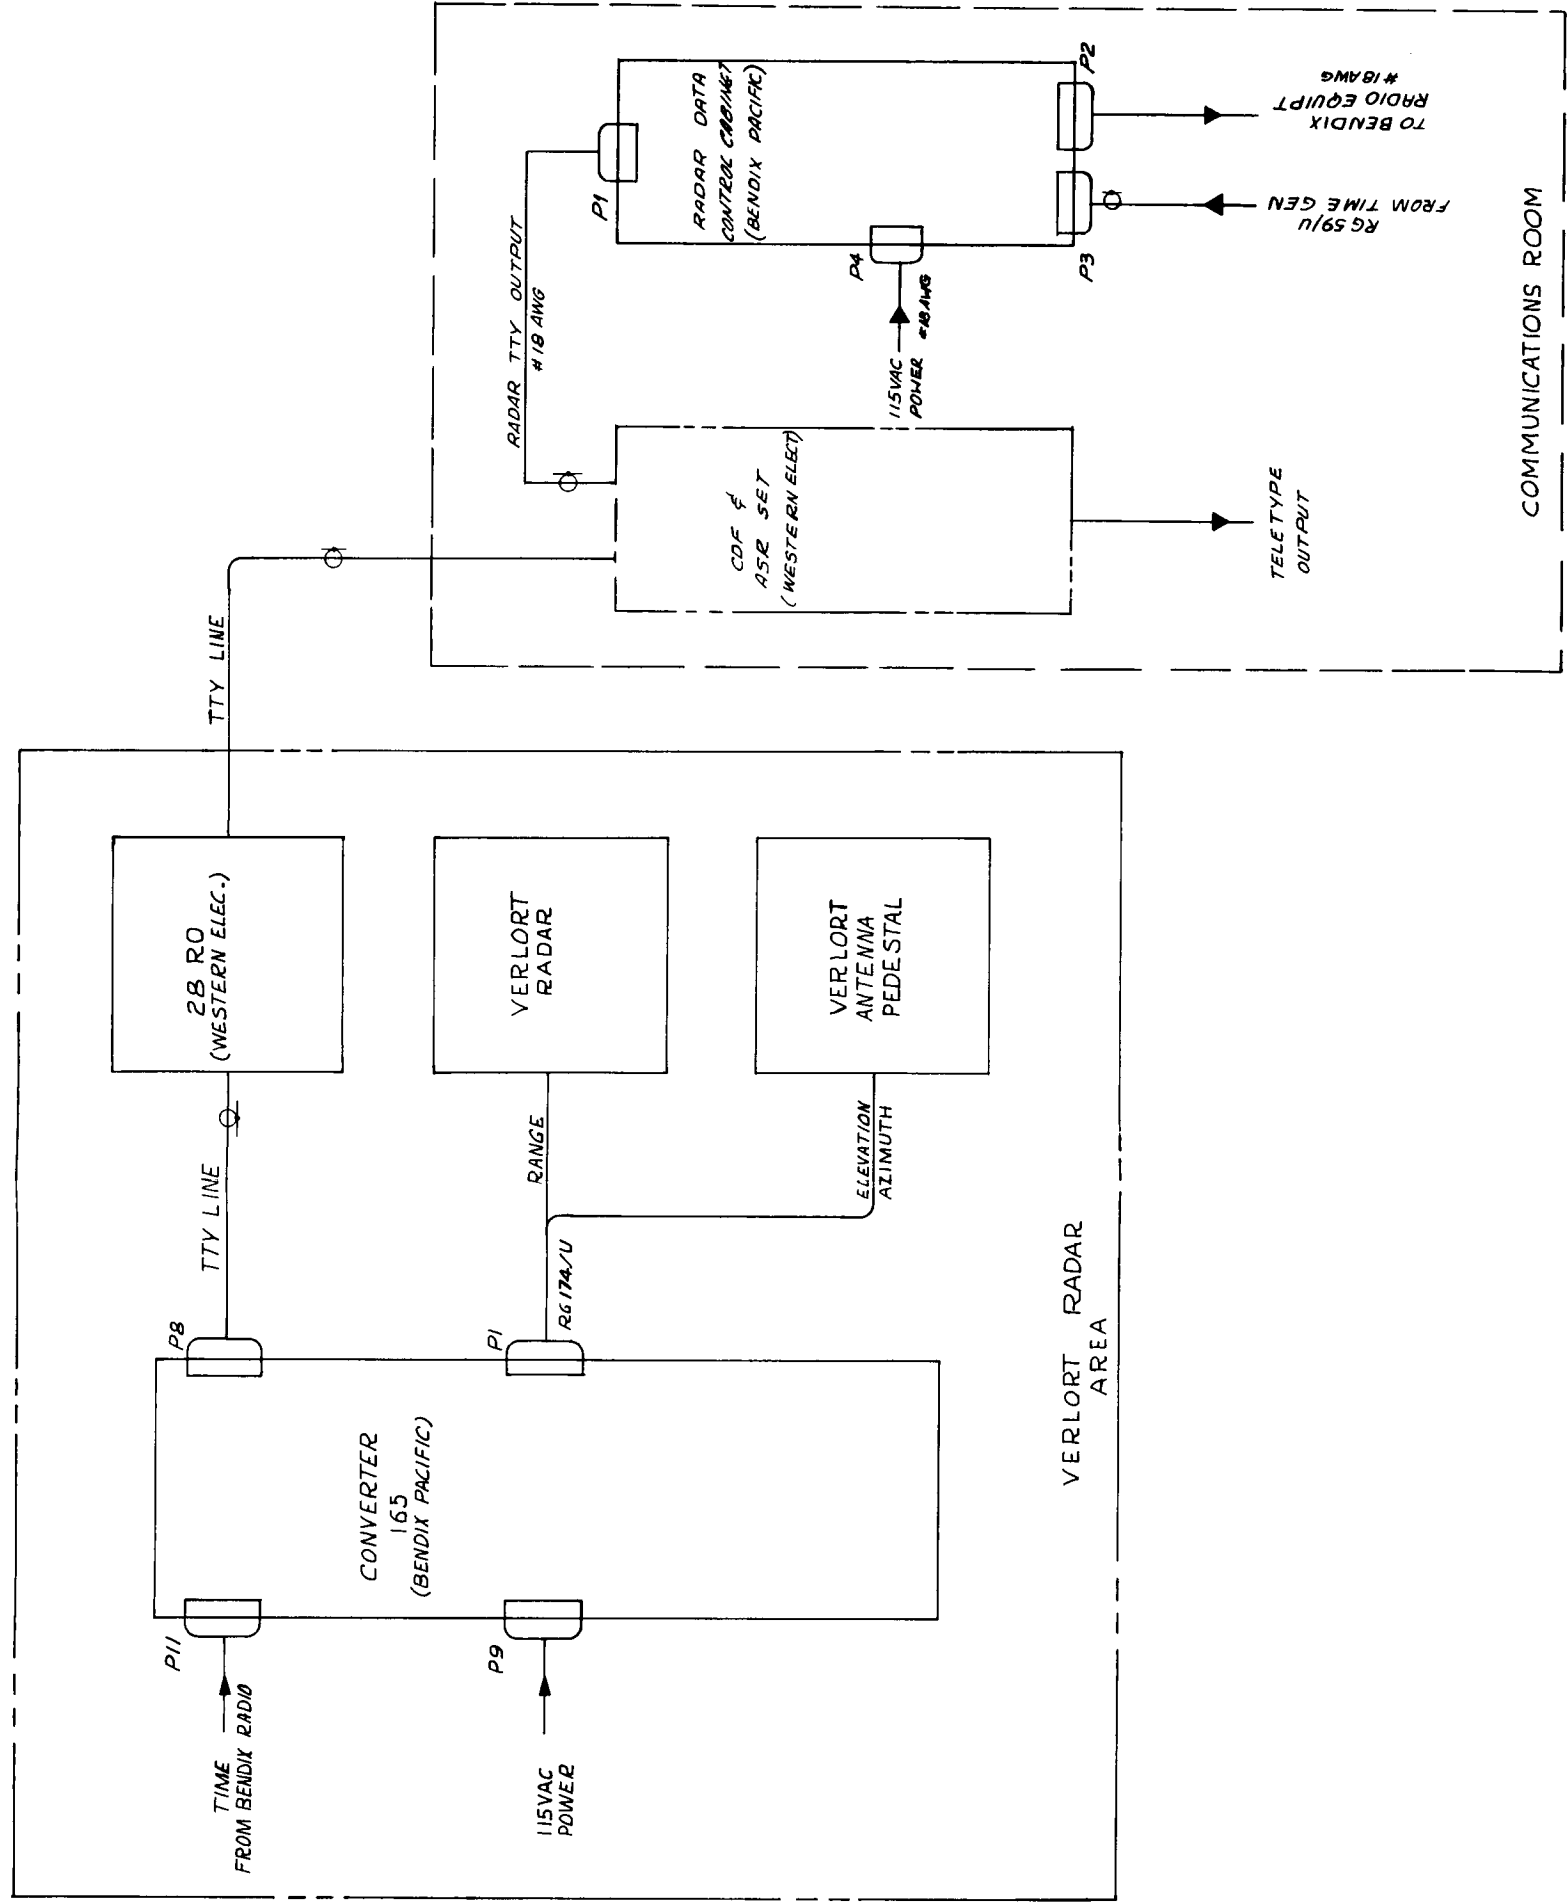 TIME
FROM BENDIX RADIO
P11
115VAC
POWER
P9
CONVERTER
165
(BENDIX PACIFIC)
P8
TTY LINE
P1
RG 174/U
RANGE
ELEVATION
AZIMUTH
28 RO
(WESTERN ELEC.)
VERLORT
RADAR
VERLORT
ANTENNA
PEDESTAL
VERLORT RADAR
AREA
TTY LINE
RADAR TTY OUTPUT
#18 AWG
CDF &
ASR SET
(WESTERN ELECT)
TELETYPE
OUTPUT
P1
RADAR DATA
CONTROL CABINET
(BENDIX PACIFIC)
P4
115VAC
POWER
#18AWG
P3
RG 59/U
FROM TIME GEN
P2
TO BENDIX
RADIO EQUIPT
#18AWG
COMMUNICATIONS ROOM